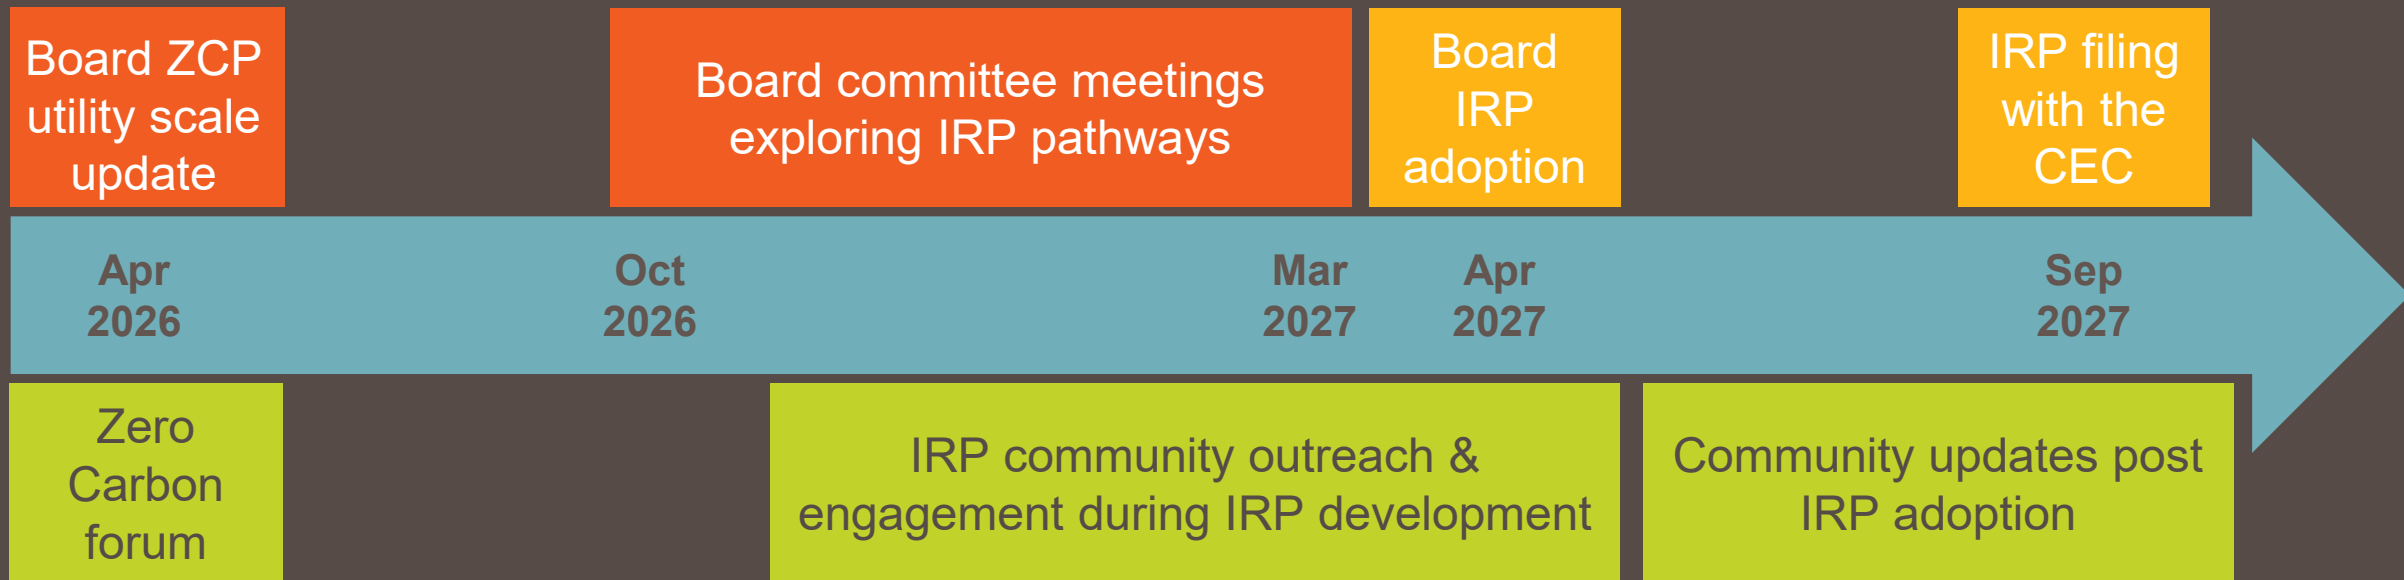 Board ZCP
utility scale
update
Board committee meetings
exploring IRP pathways
Board
IRP
adoption
IRP filing
with the
CEC
Apr
2026
Oct
2026
Mar
2027
Apr
2027
Sep
2027
Zero
Carbon
forum
IRP community outreach &
engagement during IRP development
Community updates post
IRP adoption